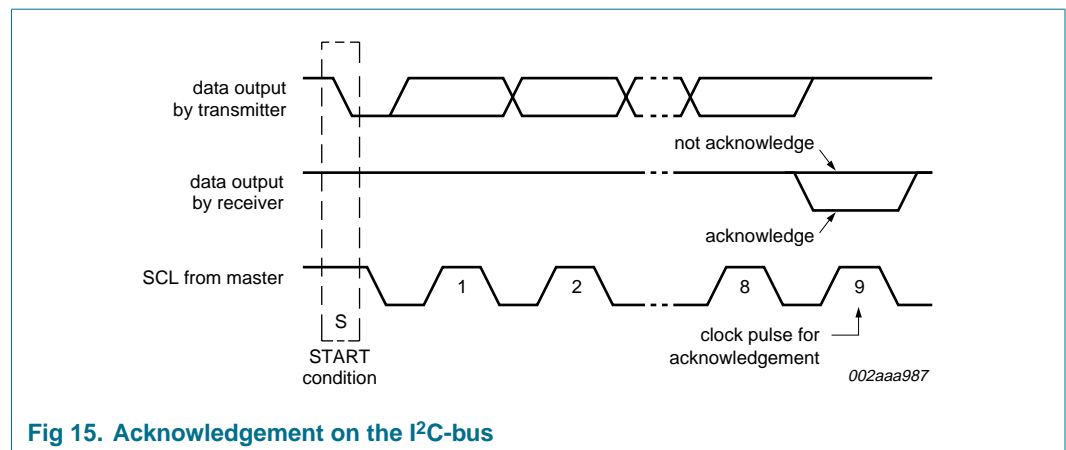 data output
by transmitter
not acknowledge
data output
by receiver
acknowledge
SCL from master
1
2
8
9
S
START
condition
clock pulse for
acknowledgement
002aaa987
Fig 15. Acknowledgement on the I²C-bus